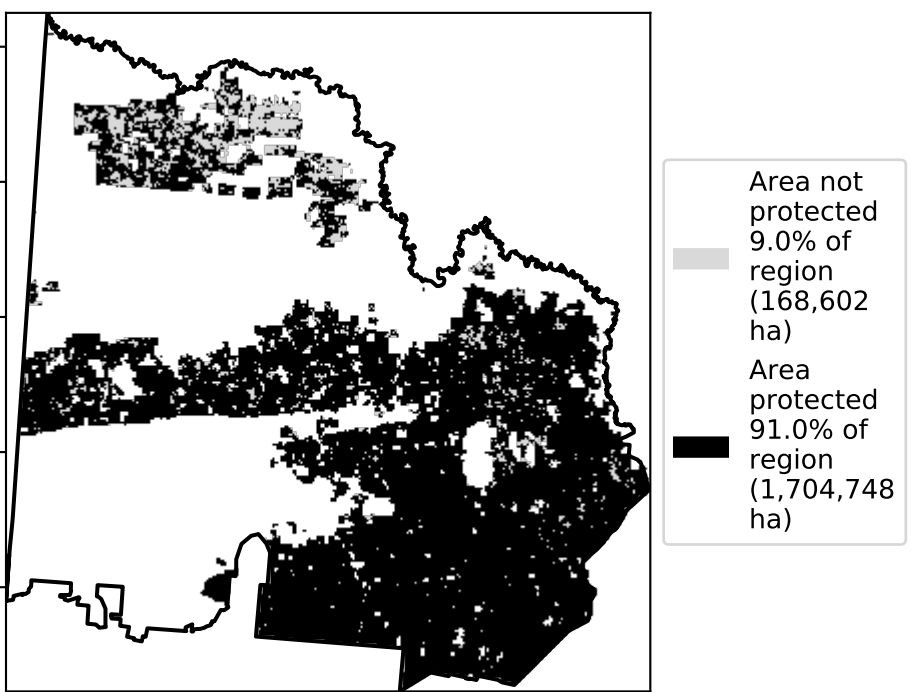 Area not
protected
9.0% of
region
(168,602
ha)
Area
protected
91.0% of
region
(1,704,748
ha)